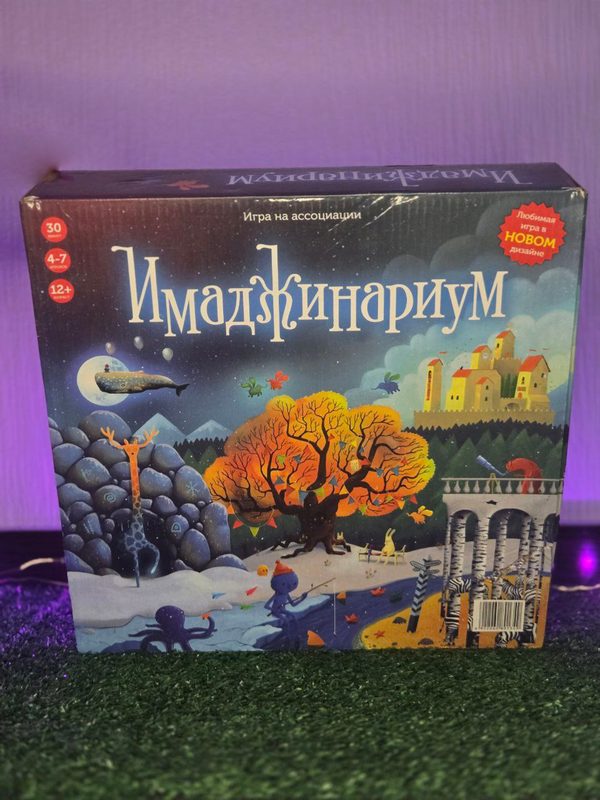 Имаджинариум
Игра на ассоциации
30
4-7
12+
Любимая
игра в
НОВОМ
дизайне
Имаджинариум